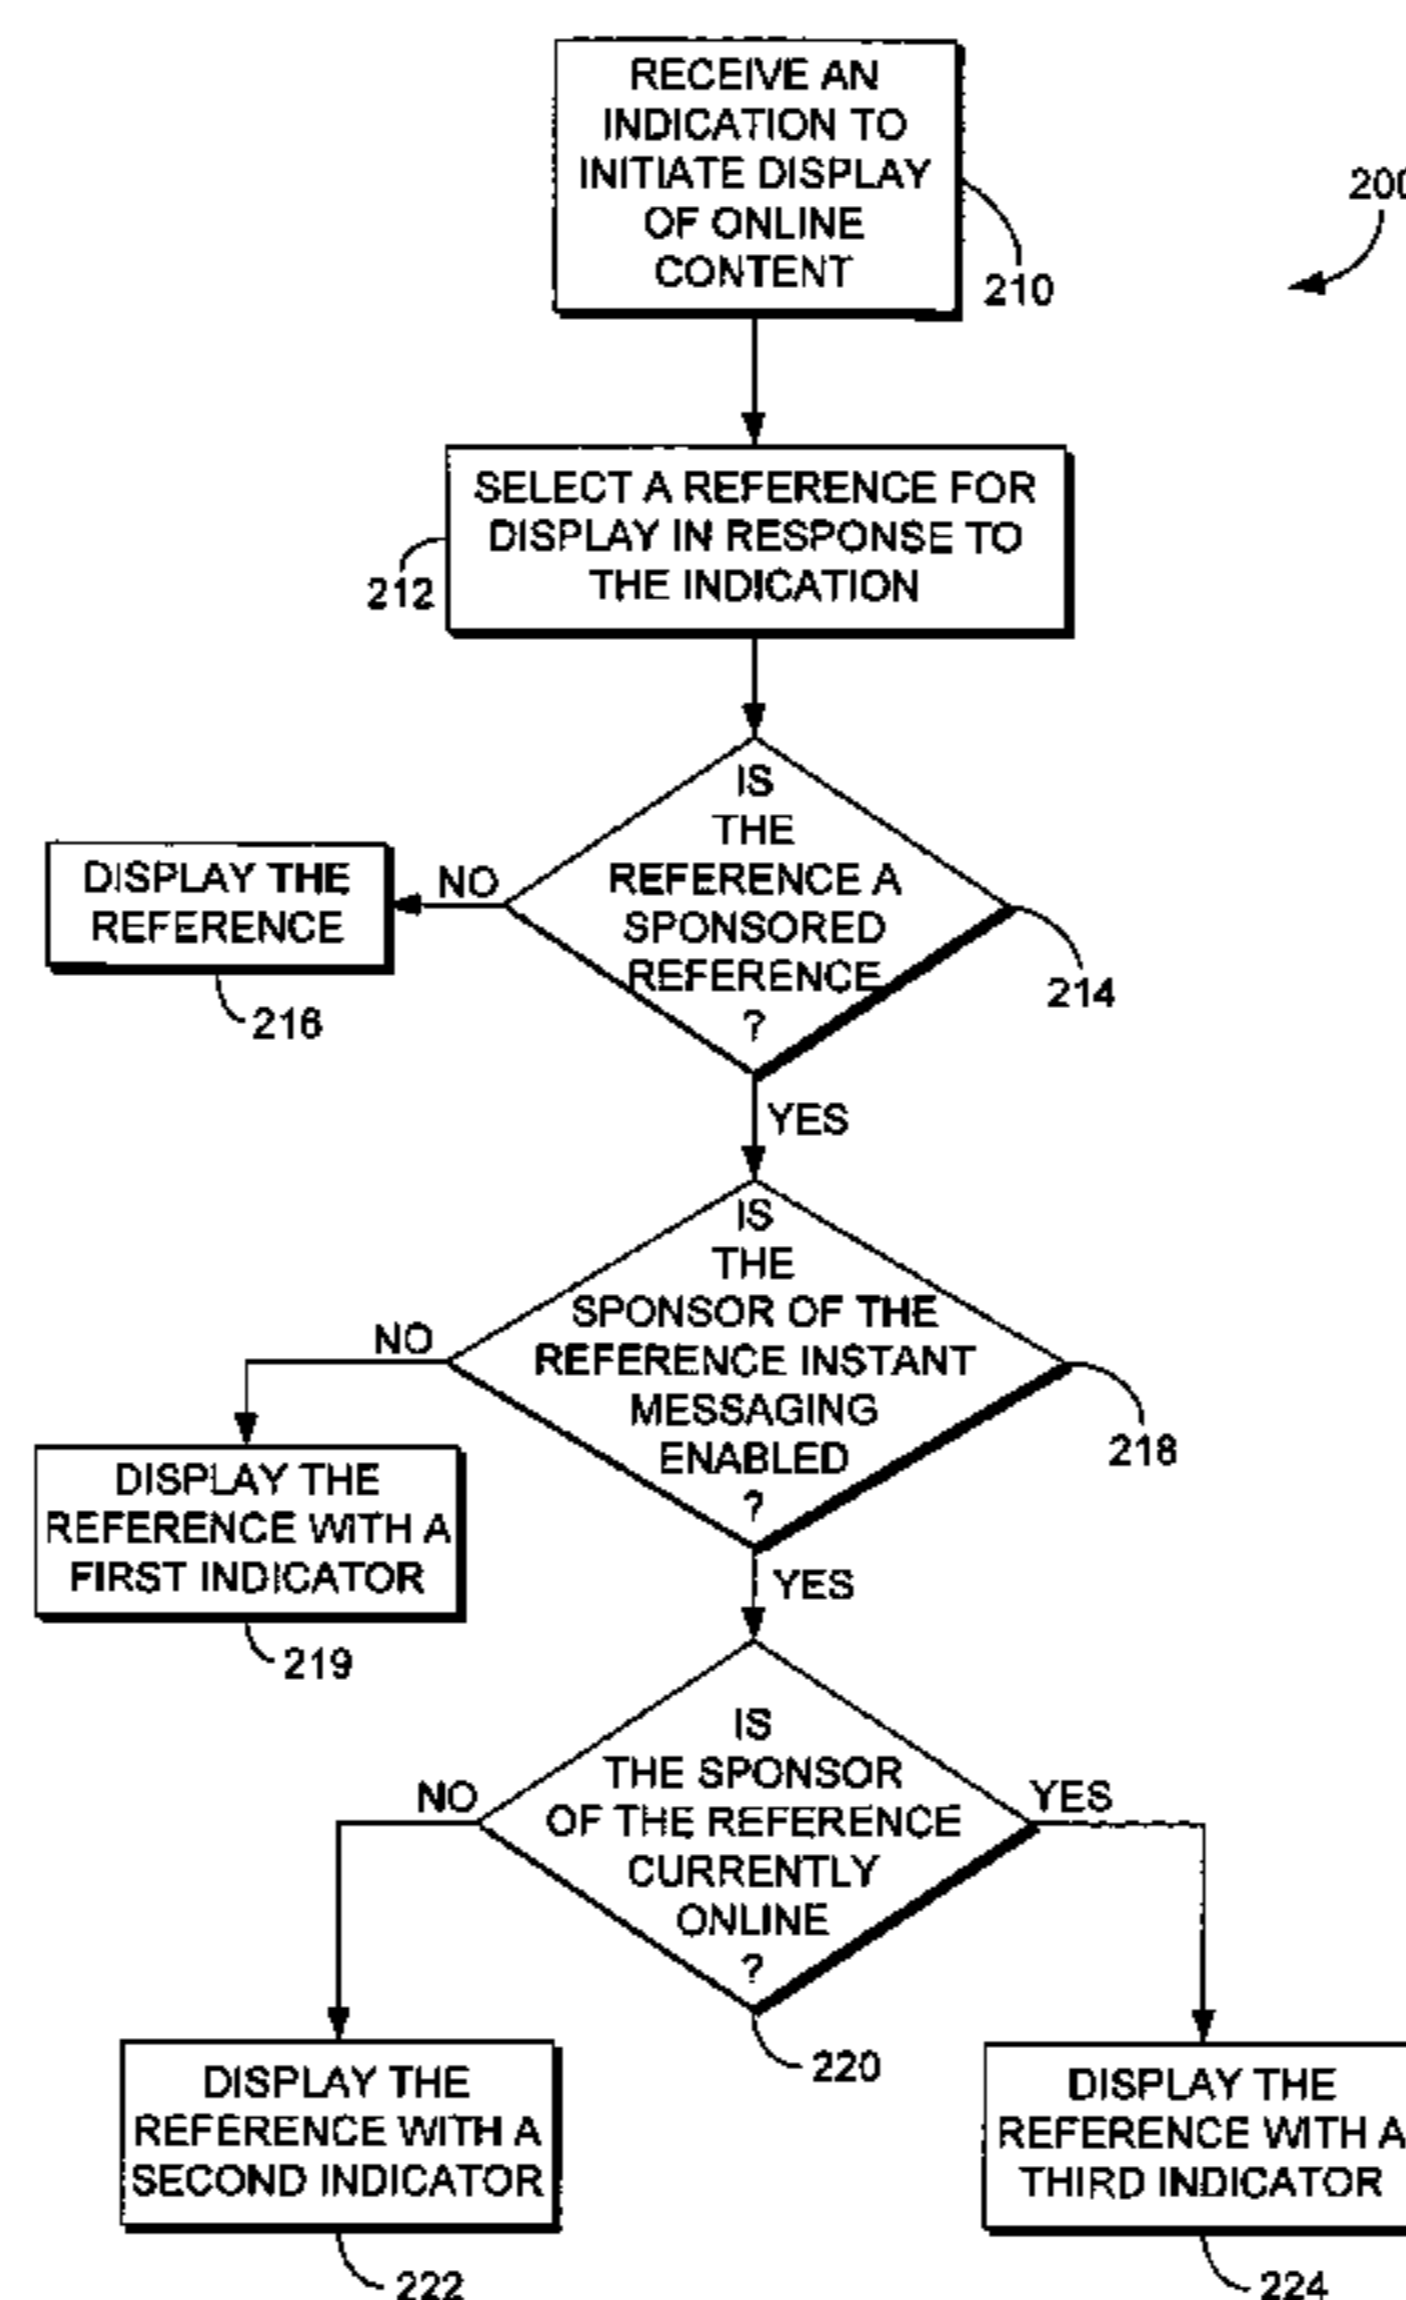 RECEIVE AN
INDICATION TO
INITIATE DISPLAY
OF ONLINE
CONTENT
200
210
SELECT A REFERENCE FOR
DISPLAY IN RESPONSE TO
THE INDICATION
212
IS
THE
REFERENCE A
SPONSORED
REFERENCE
?
214
NO
DISPLAY THE
REFERENCE
216
YES
IS
THE
SPONSOR OF THE
REFERENCE INSTANT
MESSAGING
ENABLED
?
218
NO
DISPLAY THE
REFERENCE WITH A
FIRST INDICATOR
219
YES
IS
THE SPONSOR
OF THE REFERENCE
CURRENTLY
ONLINE
?
220
NO
YES
DISPLAY THE
REFERENCE WITH A
SECOND INDICATOR
222
DISPLAY THE
REFERENCE WITH A
THIRD INDICATOR
224